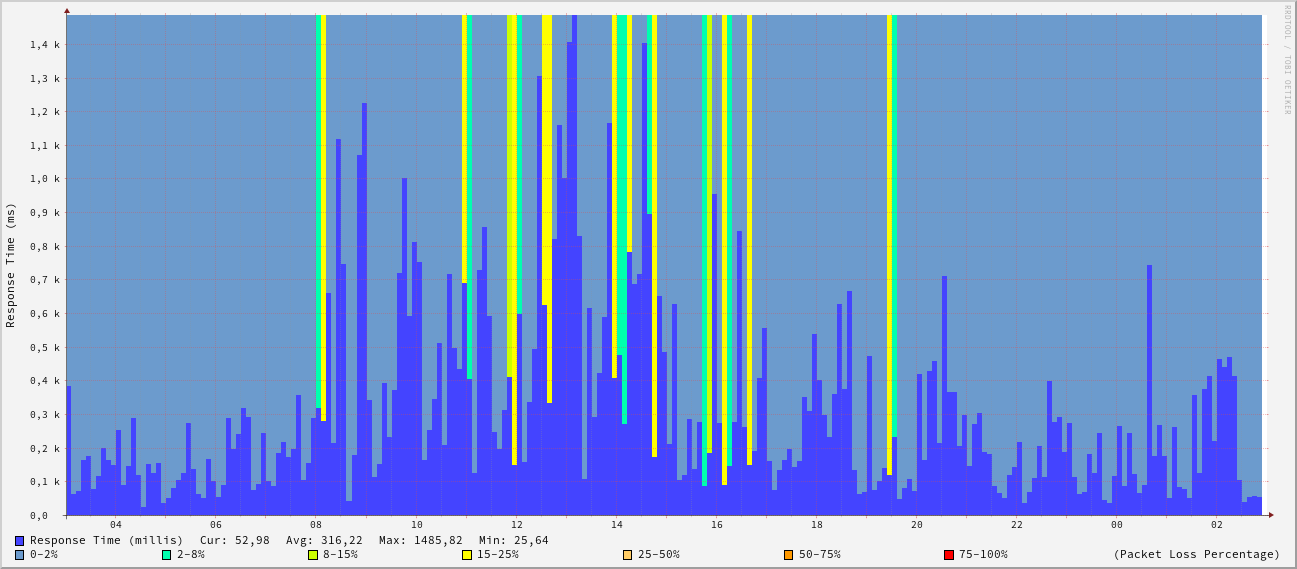 RRDTOOL / TOBI OETIKER
Response Time (ms)
1,4 k
1,3 k
1,2 k
1,1 k
1,0 k
0,9 k
0,8 k
0,7 k
0,6 k
0,5 k
0,4 k
0,3 k
0,2 k
0,1 k
0,0
04 06 08 10 12 14 16 18 20 22 00 02
Response Time (millis) Cur: 52,98 Avg: 316,22 Max: 1485,82 Min: 25,64
0-2% 2-8% 8-15% 15-25% 25-50% 50-75% 75-100% (Packet Loss Percentage)